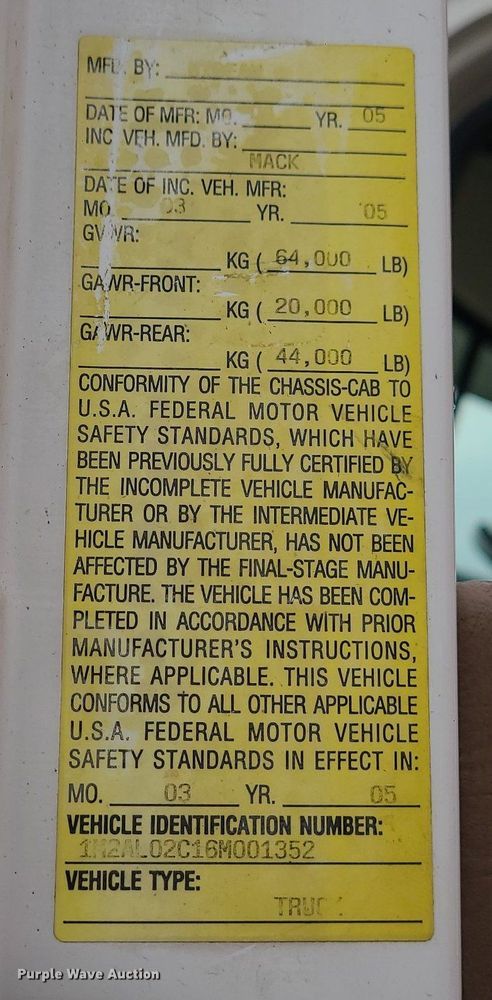 MFD. BY:
DATE OF MFR: MO. YR. 05
INC VEH. MFD. BY:
MACK
DATE OF INC. VEH. MFR:
MO 03 YR. 05
GVWR:
KG ( 64,000 LB)
GAWR-FRONT:
KG ( 20,000 LB)
GAWR-REAR:
KG ( 44,000 LB)
CONFORMITY OF THE CHASSIS-CAB TO
U.S.A. FEDERAL MOTOR VEHICLE
SAFETY STANDARDS, WHICH HAVE
BEEN PREVIOUSLY FULLY CERTIFIED BY
THE INCOMPLETE VEHICLE MANUFAC-
TURER OR BY THE INTERMEDIATE VE-
HICLE MANUFACTURER, HAS NOT BEEN
AFFECTED BY THE FINAL-STAGE MANU-
FACTURE. THE VEHICLE HAS BEEN COM-
PLETED IN ACCORDANCE WITH PRIOR
MANUFACTURER'S INSTRUCTIONS,
WHERE APPLICABLE. THIS VEHICLE
CONFORMS TO ALL OTHER APPLICABLE
U.S.A. FEDERAL MOTOR VEHICLE
SAFETY STANDARDS IN EFFECT IN:
MO. 03 YR. 05
VEHICLE IDENTIFICATION NUMBER:
1M2AL02C16M001352
VEHICLE TYPE:
TRUCK
Purple Wave Auction